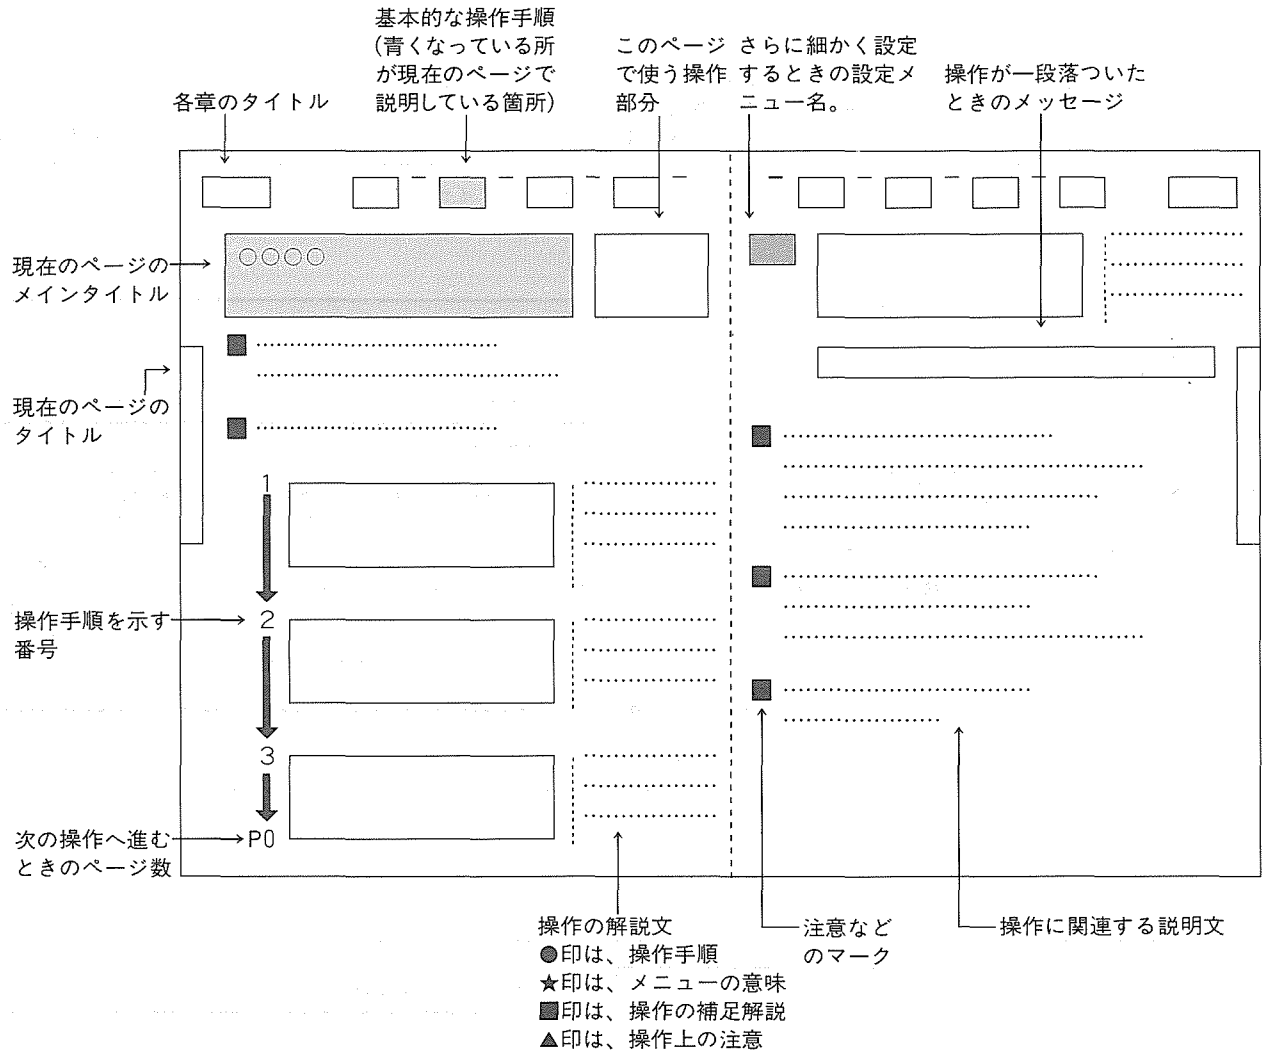 基本的な操作手順
(青くなっている所
が現在のページで
説明している箇所)
このページ
で使う操作
部分
さらに細かく設定
するときの設定メ
ニュー名。
操作が一段落ついた
ときのメッセージ
各章のタイトル
○○○○
現在のページの
メインタイトル
現在のページの
タイトル
1
操作手順を示す
番号
2
3
次の操作へ進む
ときのページ数
P0
操作の解説文
●印は、操作手順
★印は、メニューの意味
■印は、操作の補足解説
▲印は、操作上の注意
注意など
のマーク
操作に関連する説明文